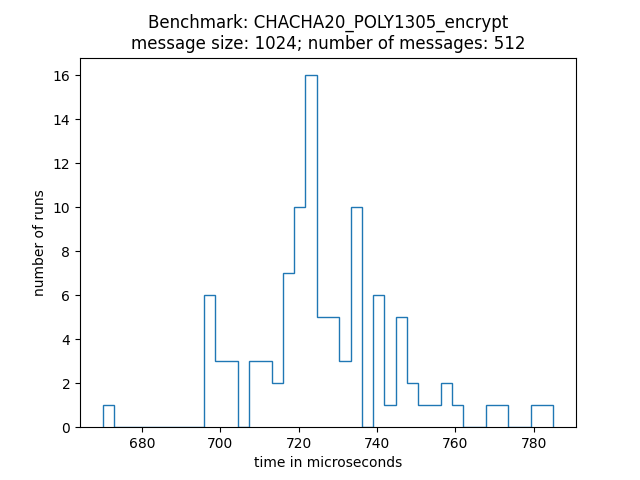 Benchmark: CHACHA20_POLY1305_encrypt
message size: 1024; number of messages: 512
16
14
12
10
8
6
4
2
0
number of runs
680 700 720 740 760 780
time in microseconds